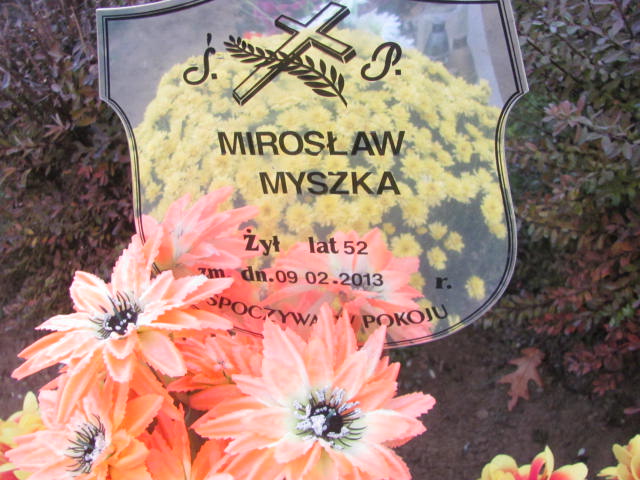 Ś. P.
MIROSŁAW
MYSZKA
Żył lat 52
zm. dn. 09 02.2013 r.
SPOCZYWA W POKOJU